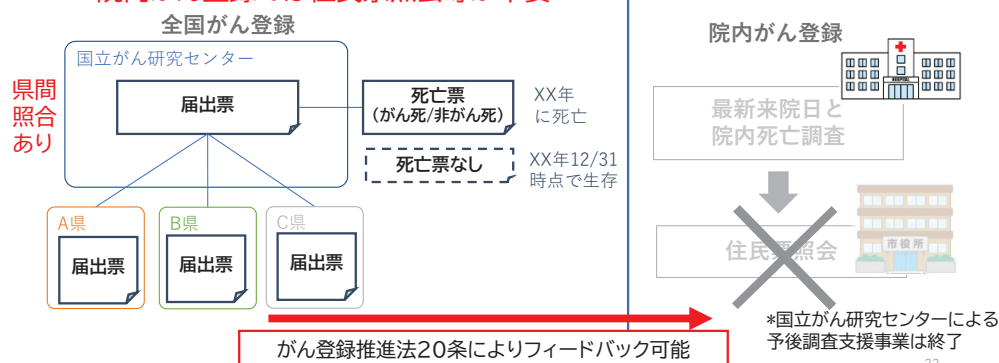 全国がん登録
国立がん研究センター
県間
照合
あり
届出票
死亡票
(がん死/非がん死)
XX年
に死亡
死亡票なし
XX年12/31
時点で生存
A県
届出票
B県
届出票
C県
届出票
がん登録推進法20条によりフィードバック可能
院内がん登録
HOSPITAL
最新来院日と
院内死亡調査
住民票照会
市役所
*国立がん研究センターによる
予後調査支援事業は終了